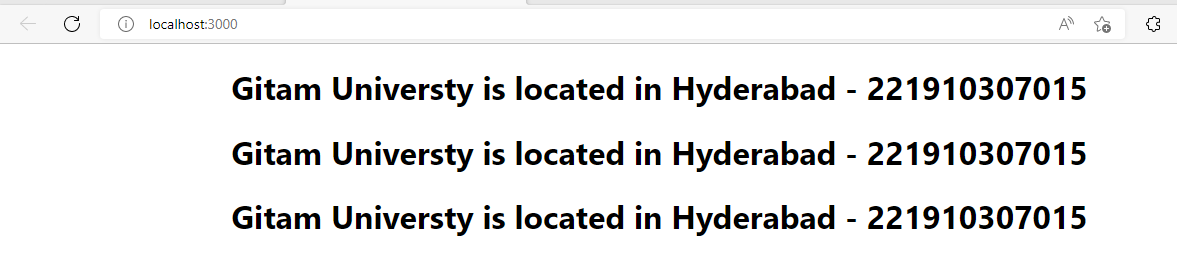 localhost:3000
Gitam Universty is located in Hyderabad - 221910307015
Gitam Universty is located in Hyderabad - 221910307015
Gitam Universty is located in Hyderabad - 221910307015